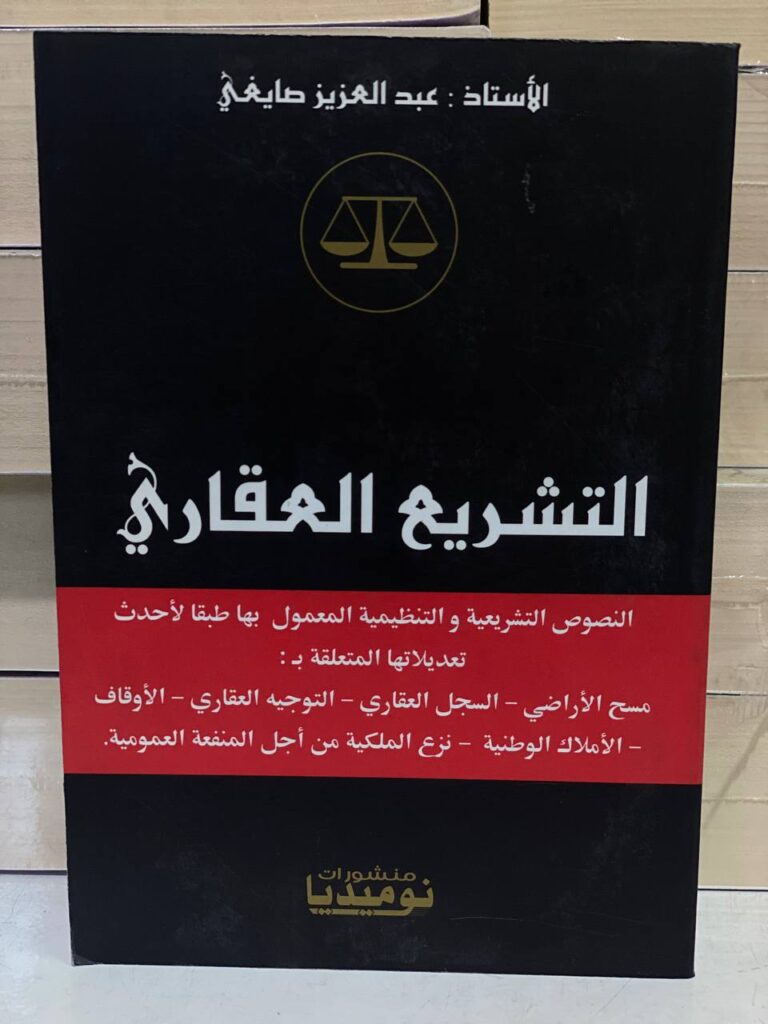 الأستاذ : عبد العزيز صايغي
التشريع العقاري
النصوص التشريعية و التنظيمية المعمول بها طبقا لأحدث
تعديلاتها المتعلقة بـ :
مسح الأراضي - السجل العقاري - التوجيه العقاري - الأوقاف
- الأملاك الوطنية - نزع الملكية من أجل المنفعة العمومية.
منشورات
نوميديا